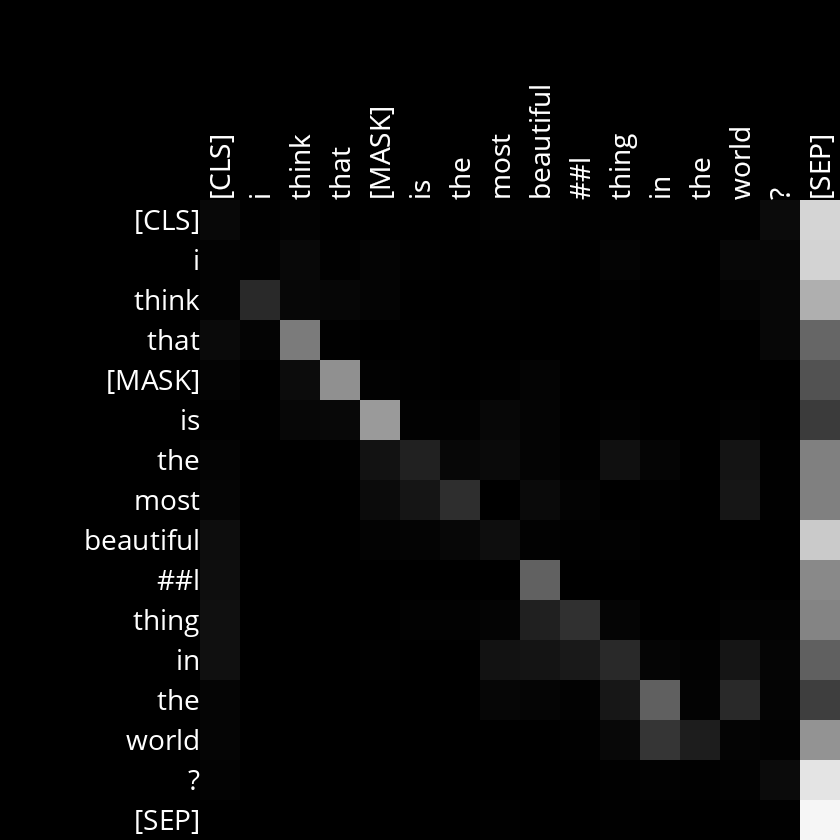 [CLS] i think that [MASK] is the most beautiful ##l thing in the world ? [SEP]
[CLS]
i
think
that
[MASK]
is
the
most
beautiful
##l
thing
in
the
world
?
[SEP]